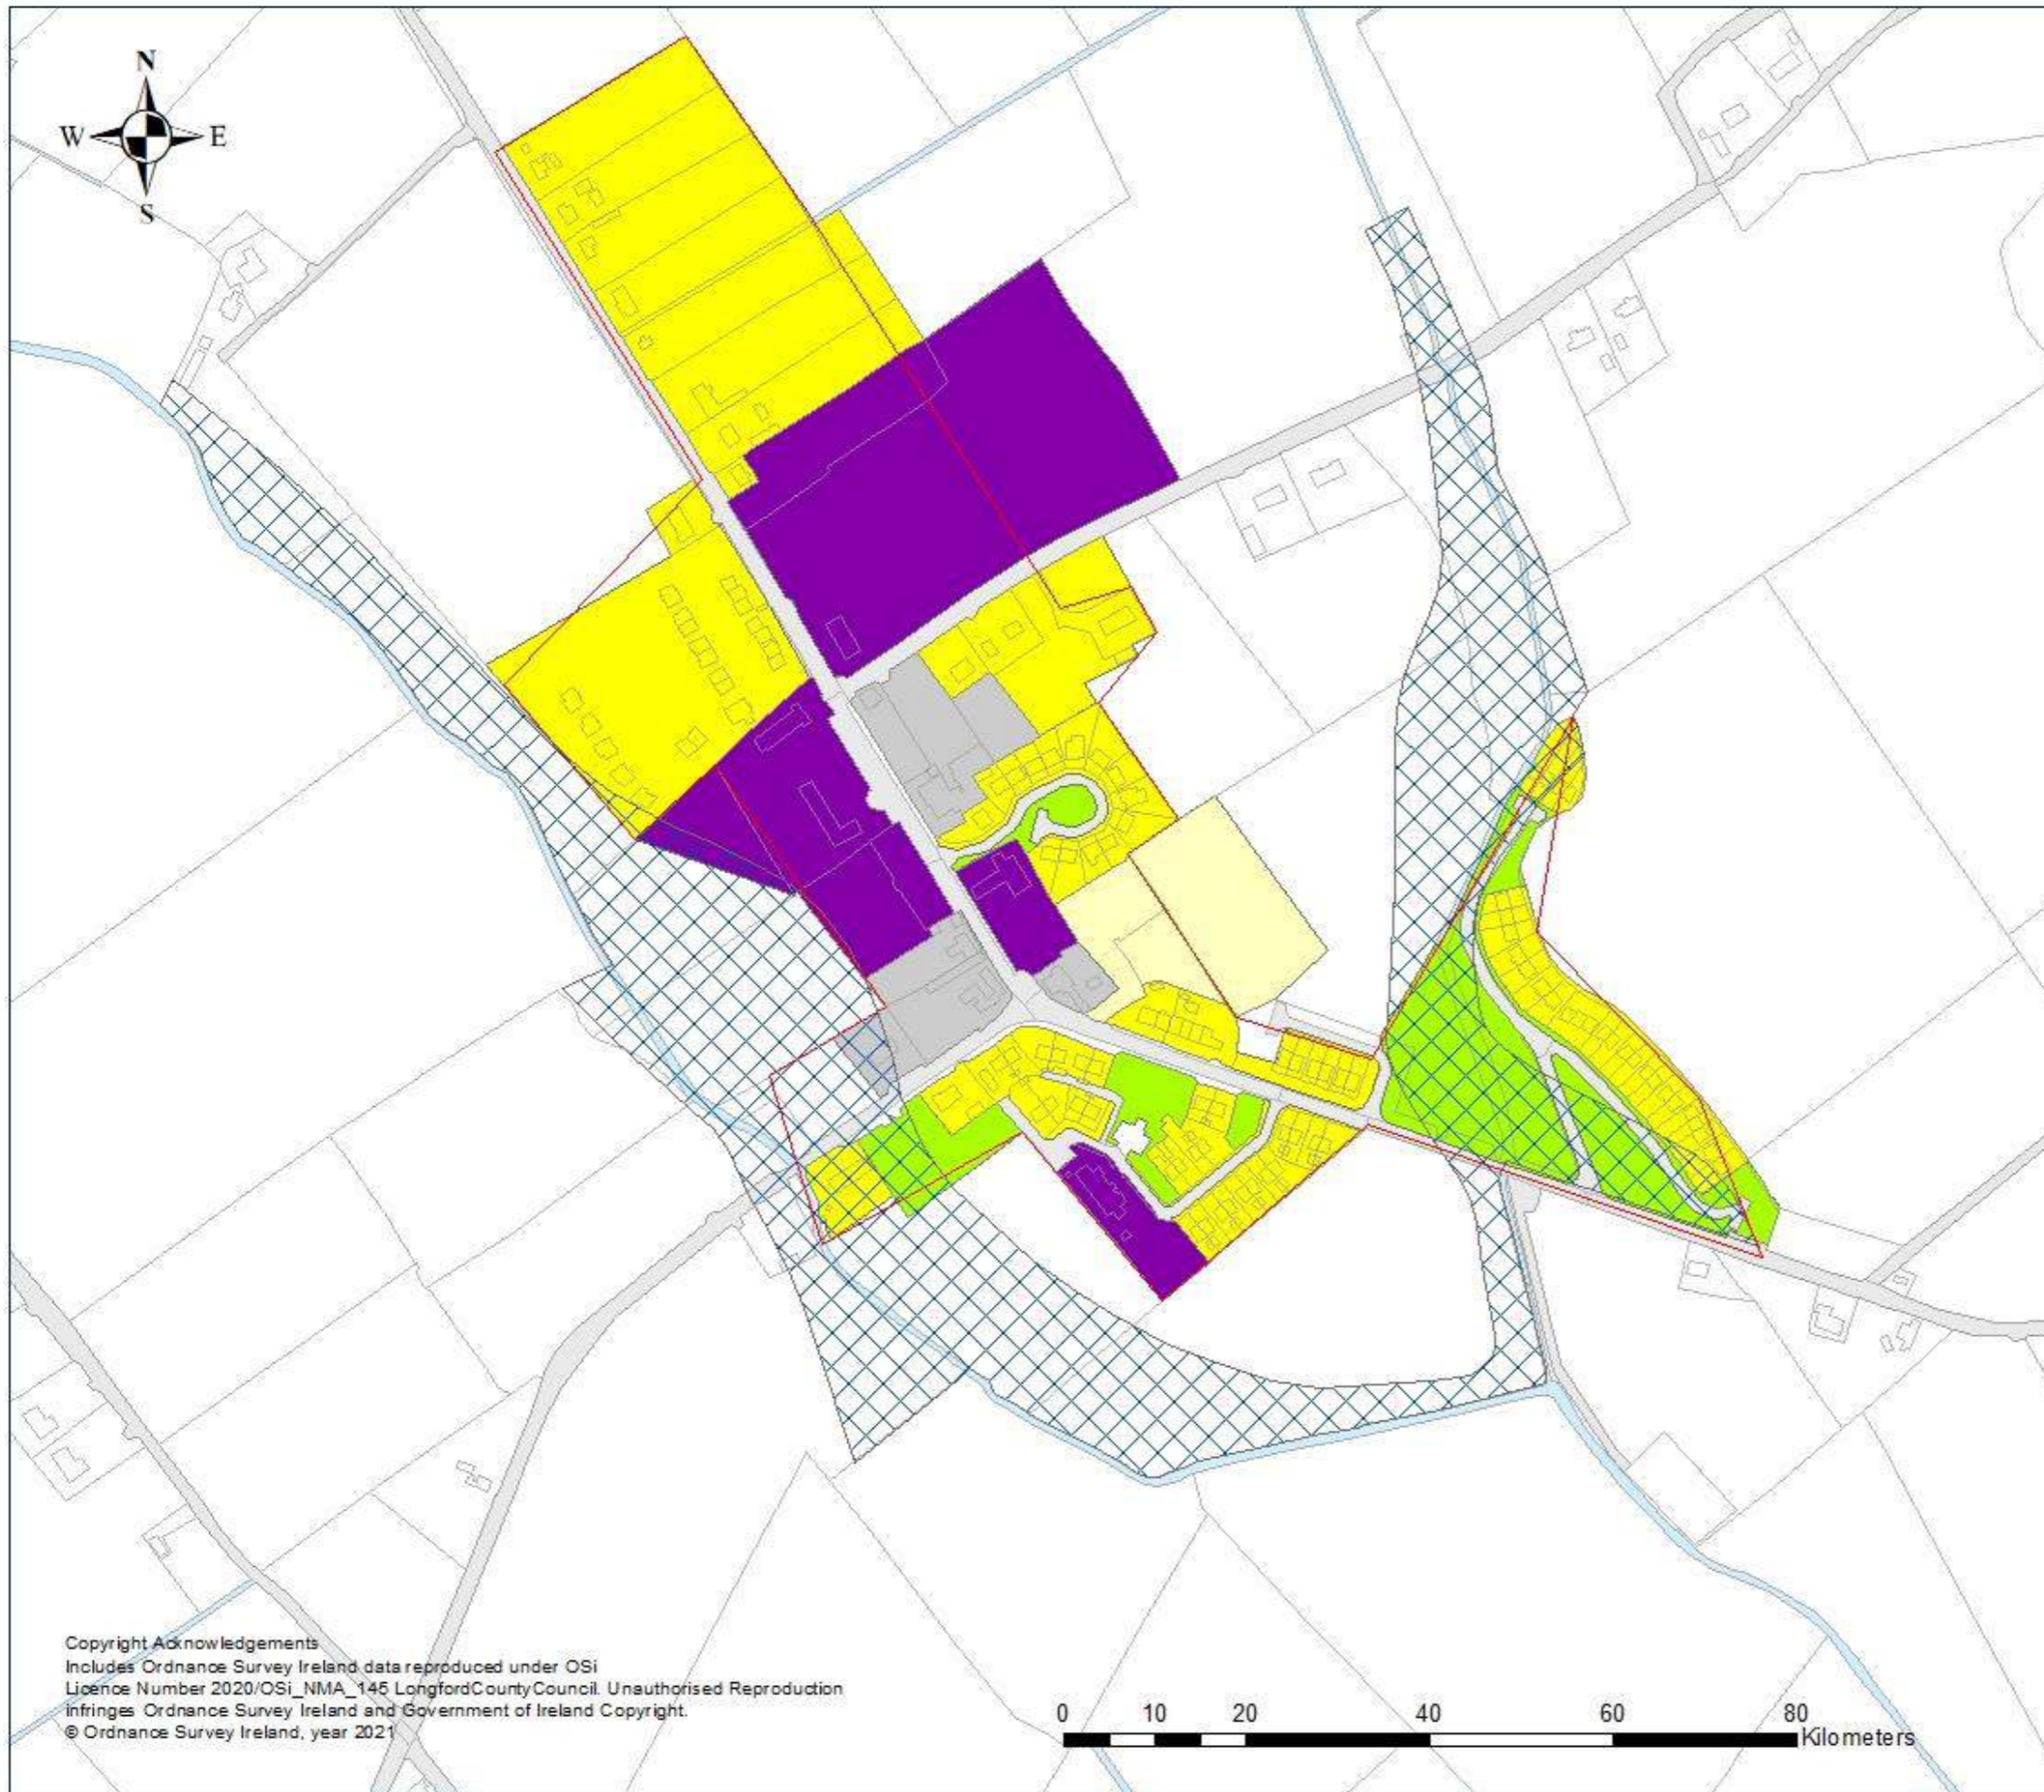 N
W E
S
Copyright Acknowledgements
Includes Ordnance Survey Ireland data reproduced under OSi
Licence Number 2020/OSi_NMA_145 LongfordCountyCouncil. Unauthorised Reproduction
infringes Ordnance Survey Ireland and Government of Ireland Copyright.
© Ordnance Survey Ireland, year 2021
0 10 20 40 60 80
Kilometers